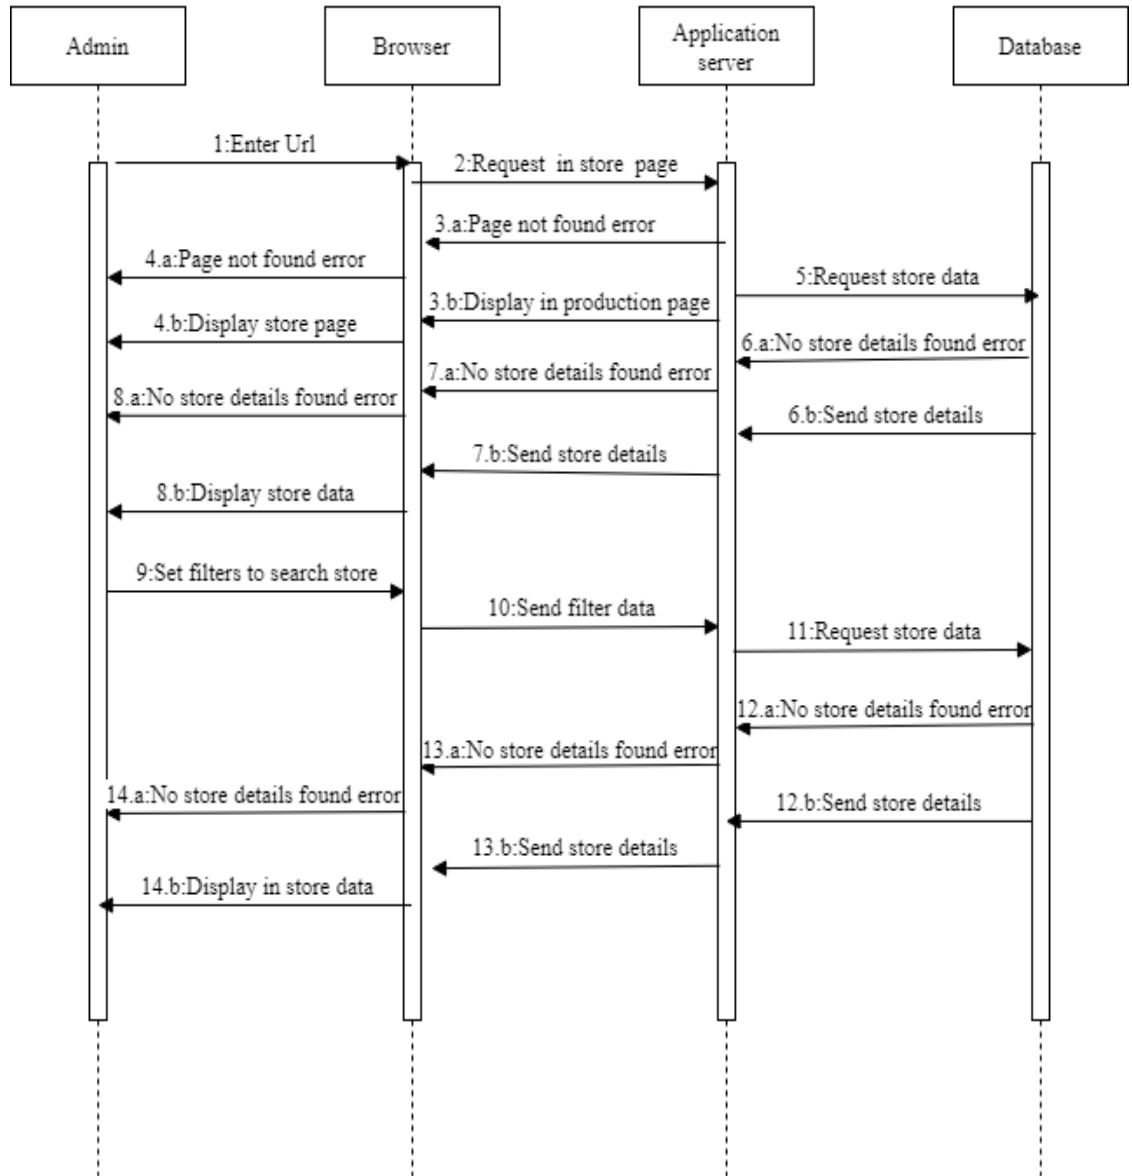 Admin
Browser
Application
server
Database
1:Enter Url
2:Request in store page
3.a:Page not found error
4.a:Page not found error
5:Request store data
3.b:Display in production page
4.b:Display store page
6.a:No store details found error
7.a:No store details found error
8.a:No store details found error
6.b:Send store details
7.b:Send store details
8.b:Display store data
9:Set filters to search store
10:Send filter data
11:Request store data
12.a:No store details found error
13.a:No store details found error
14.a:No store details found error
12.b:Send store details
13.b:Send store details
14.b:Display in store data